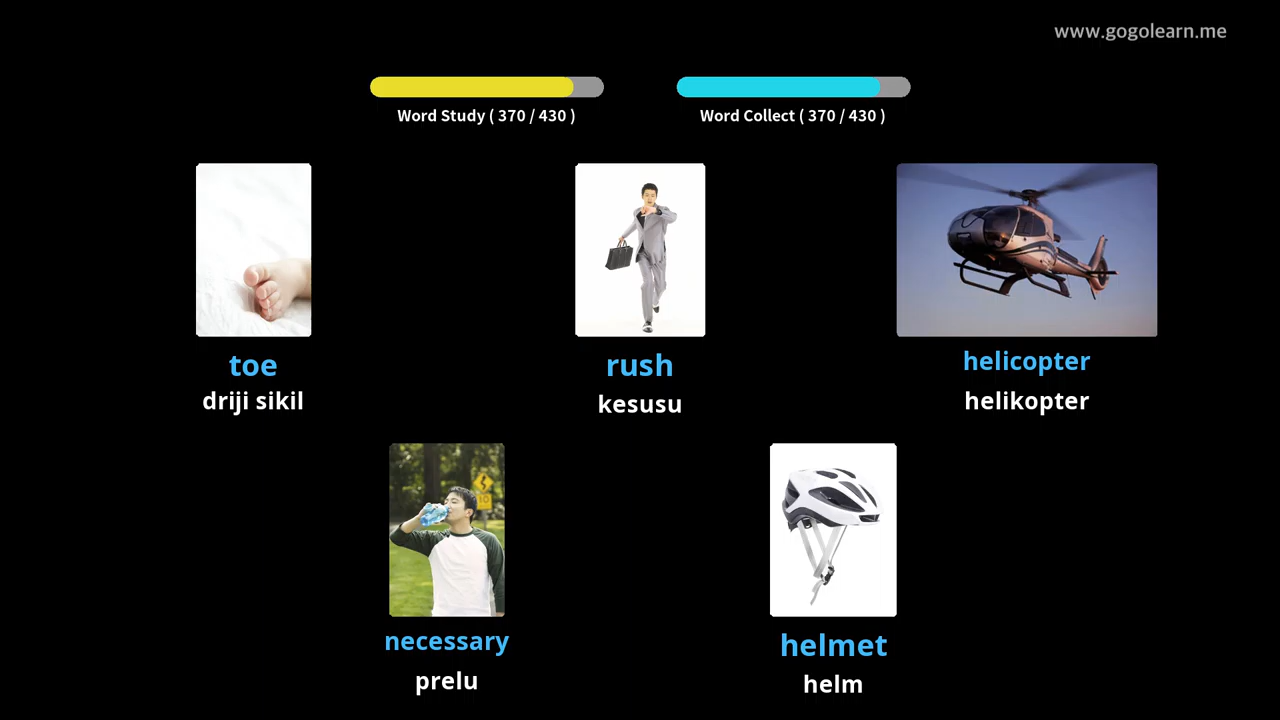 www.gogolearn.me
Word Study ( 370 / 430 )
Word Collect ( 370 / 430 )
toe
driji sikil
rush
kesusu
helicopter
helikopter
necessary
prelu
helmet
helm